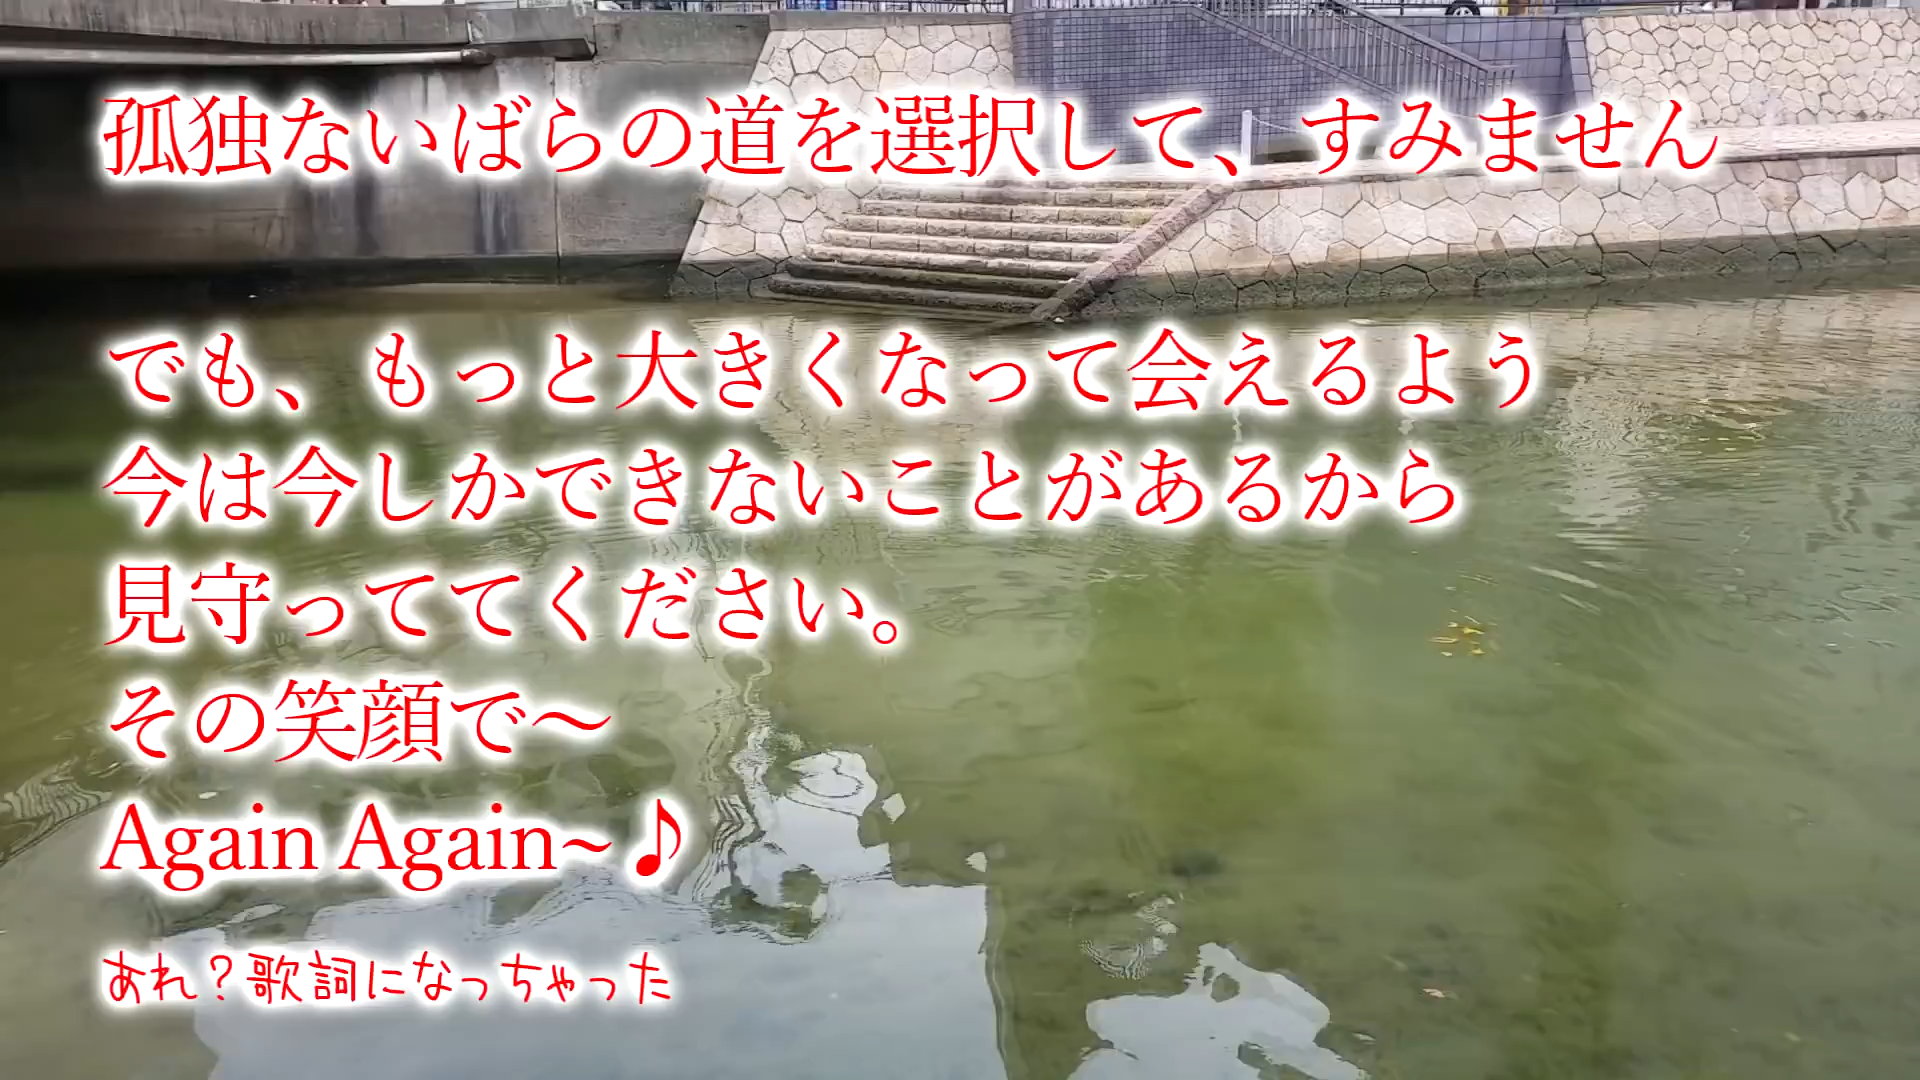 孤独ないばらの道を選択して、すみません
でも、もっと大きくなって会えるよう
今は今しかできないことがあるから
見守っててください。
その笑顔で〜
Again Again~♪
あれ？歌詞になっちゃった